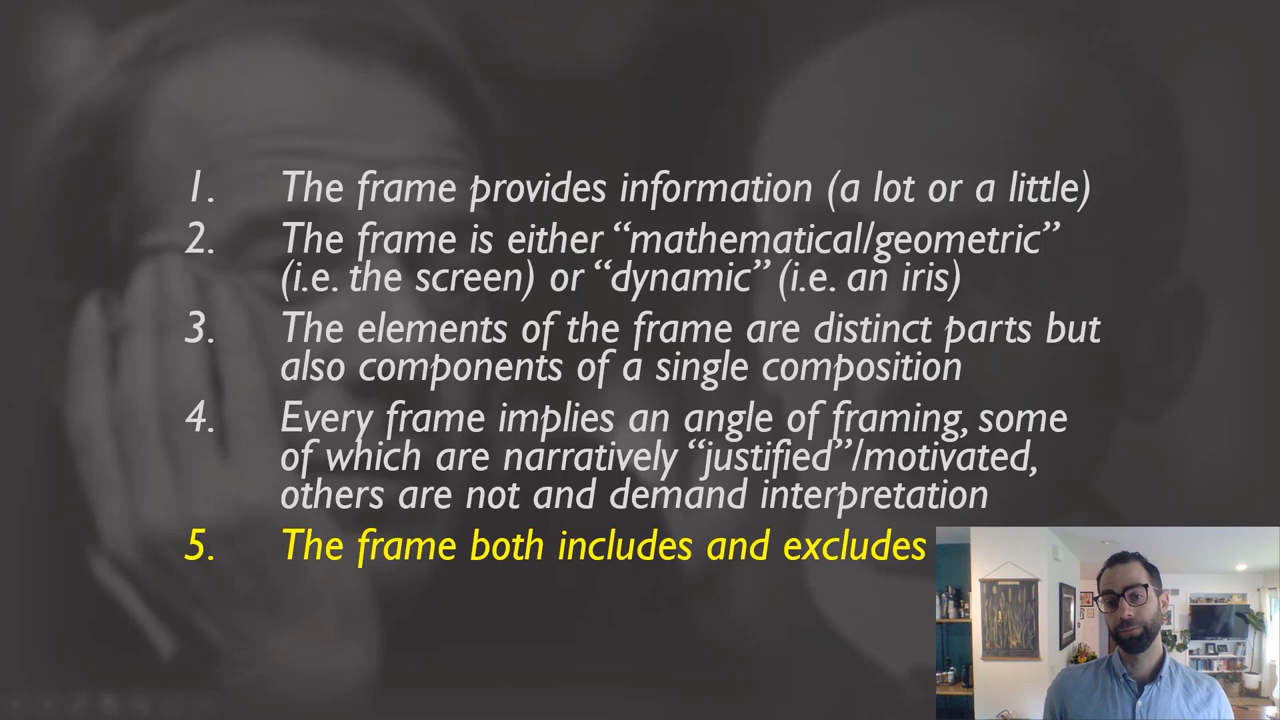 1. The frame provides information (a lot or a little)
2. The frame is either “mathematical/geometric”
(i.e. the screen) or “dynamic” (i.e. an iris)
3. The elements of the frame are distinct parts but
also components of a single composition
4. Every frame implies an angle of framing, some
of which are narratively “justified”/motivated,
others are not and demand interpretation
5. The frame both includes and excludes